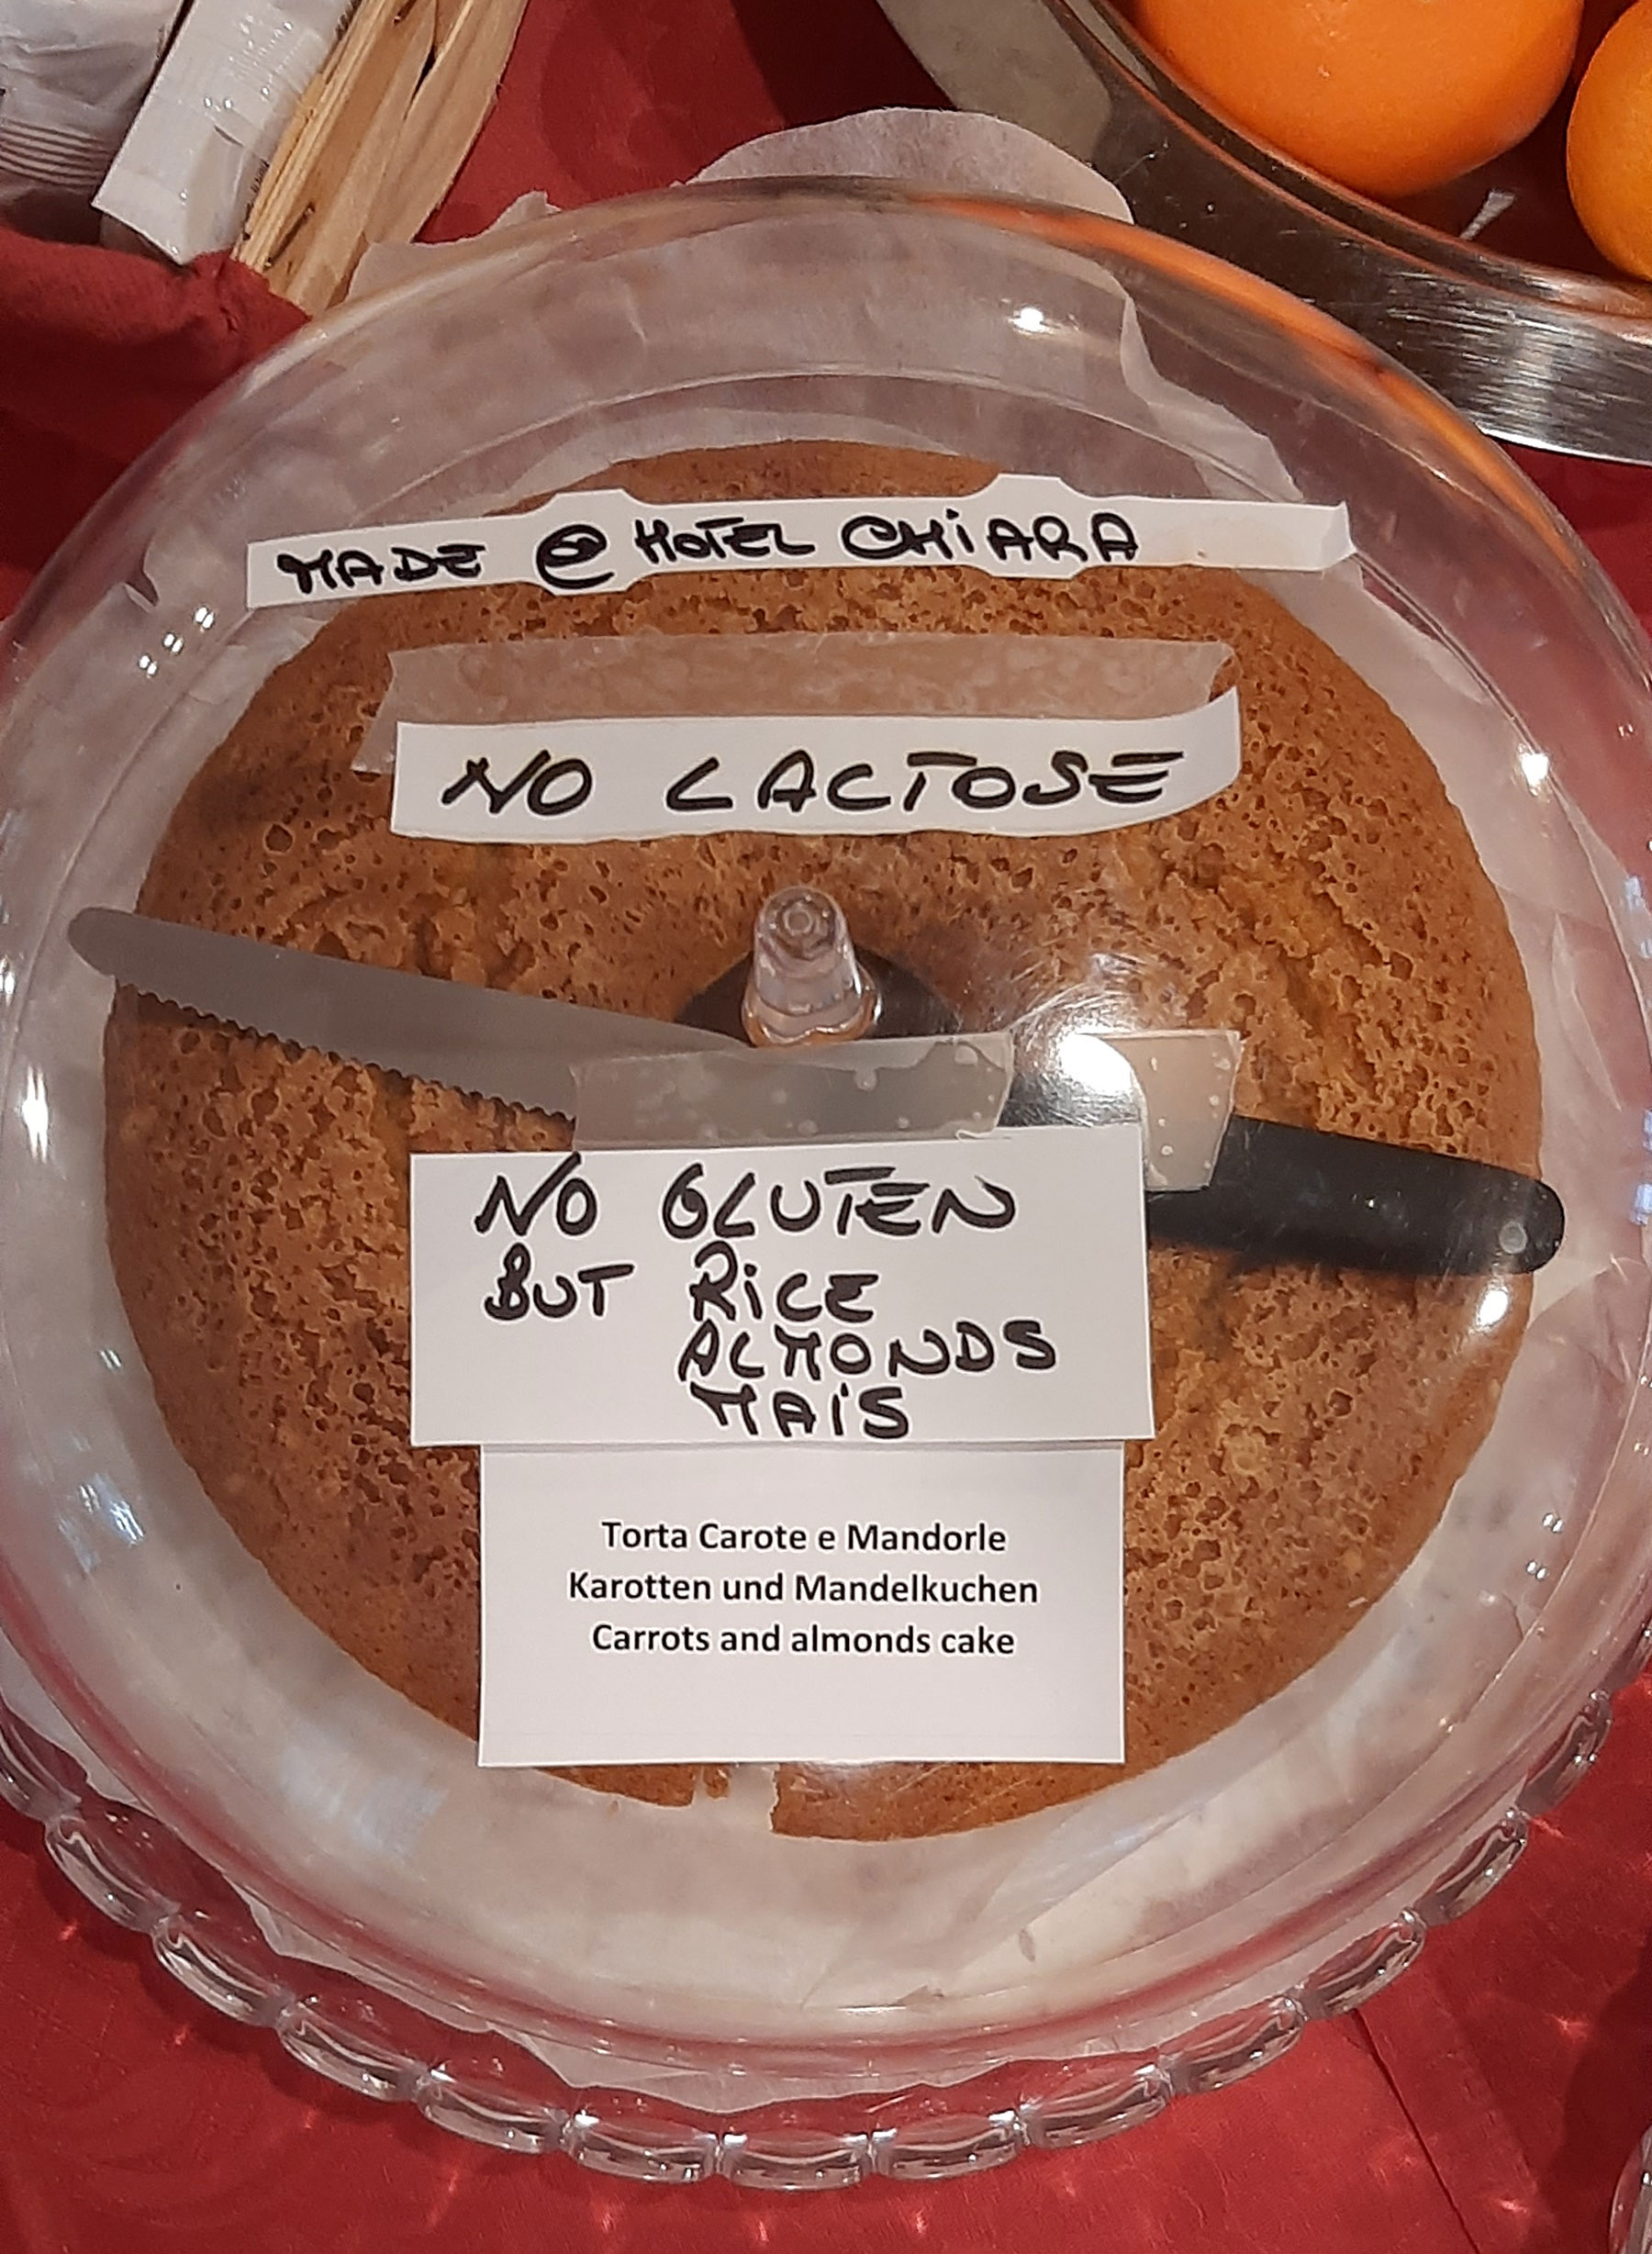 MADE @ HOTEL CHiARA
NO LACTOSE
NO GLUTEN
BUT RiCE
ALMONDS
MAiS
Torta Carote e Mandorle
Karotten und Mandelkuchen
Carrots and almonds cake